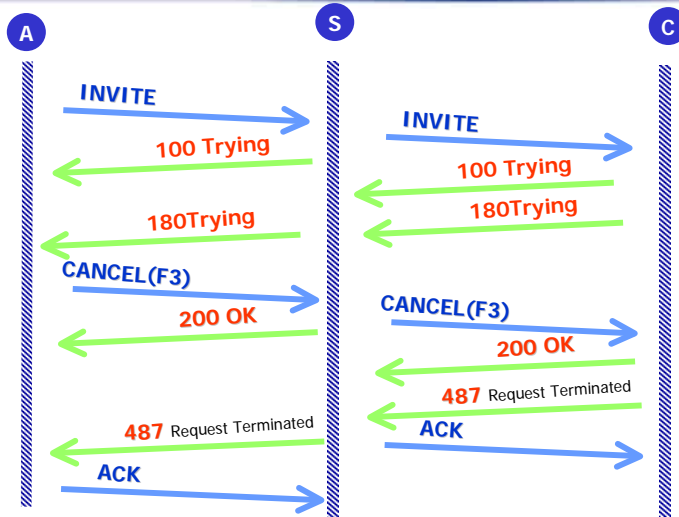 A
S
C
INVITE
INVITE
100 Trying
100 Trying
180Trying
180Trying
CANCEL(F3)
CANCEL(F3)
200 OK
200 OK
487 Request Terminated
487 Request Terminated
ACK
ACK